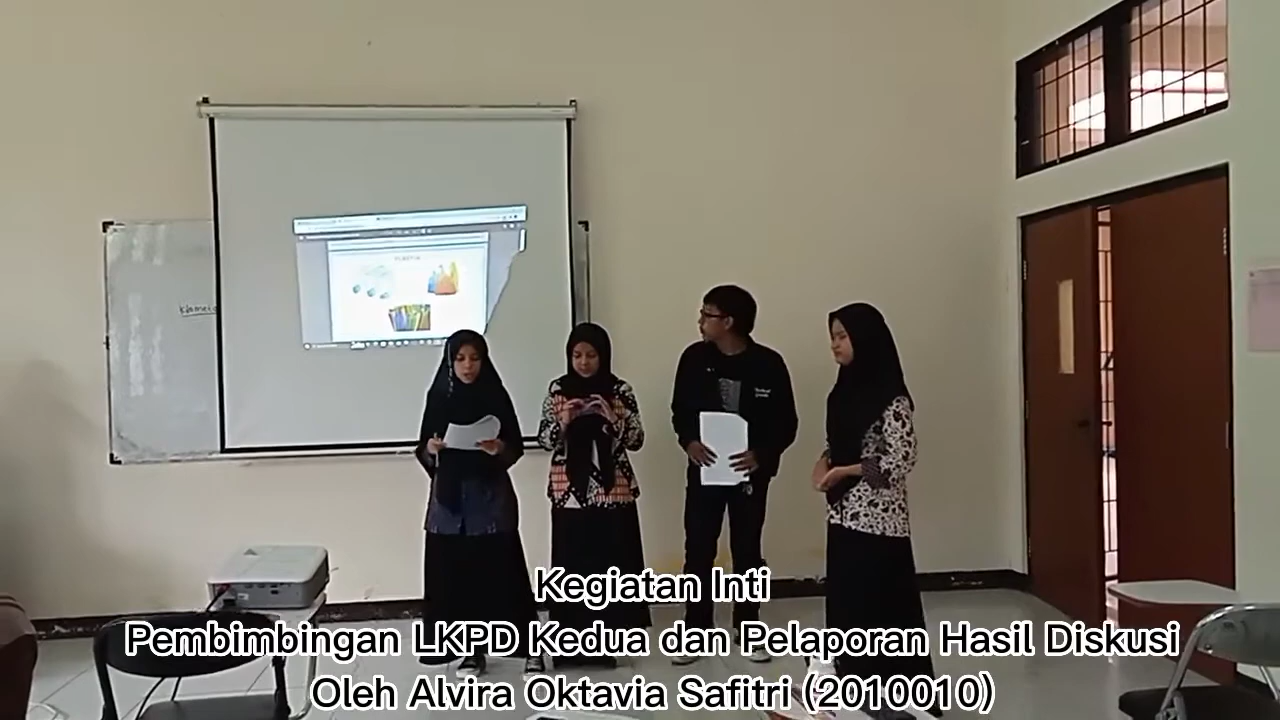 Kegiatan Inti
Pembimbingan LKPD Kedua dan Pelaporan Hasil Diskusi
Oleh Alvira Oktavia Safitri (2010010)